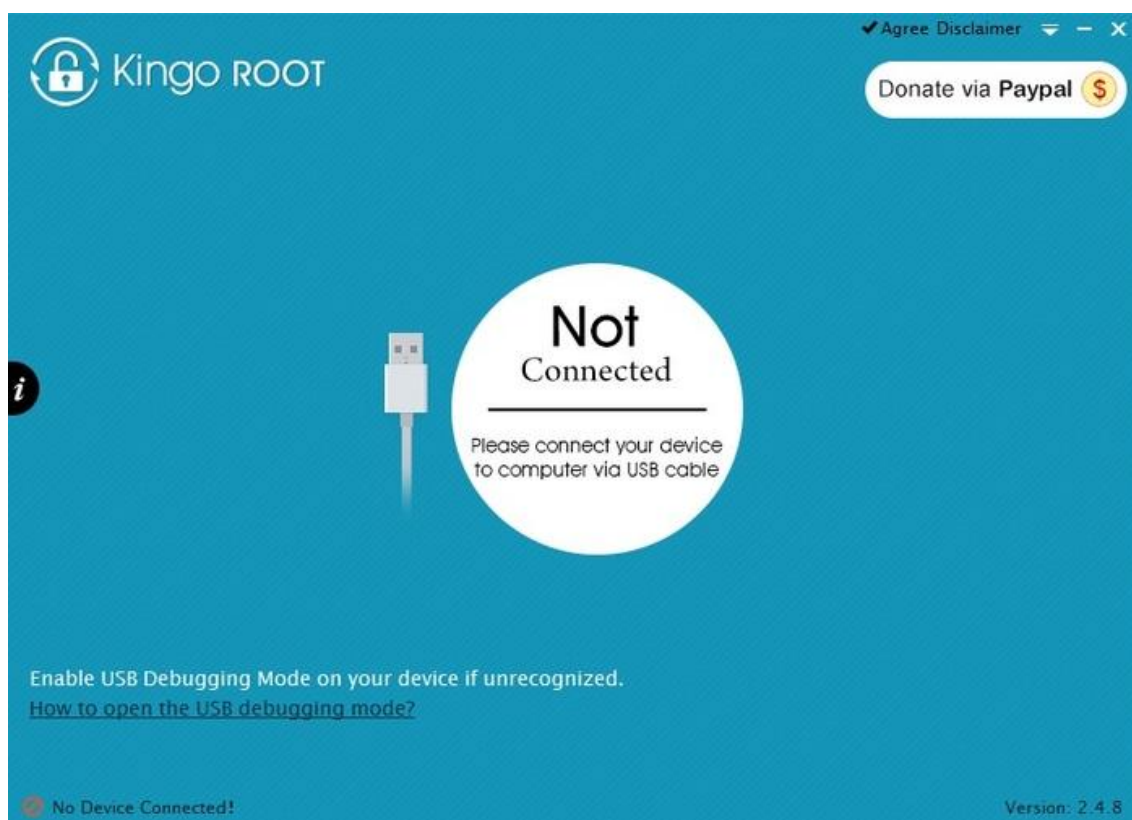 ✔Agree Disclaimer
Kingo ROOT
Donate via Paypal $
Not
Connected
Please connect your device
to computer via USB cable
i
Enable USB Debugging Mode on your device if unrecognized.
How to open the USB debugging mode?
No Device Connected!
Version: 2.4.8